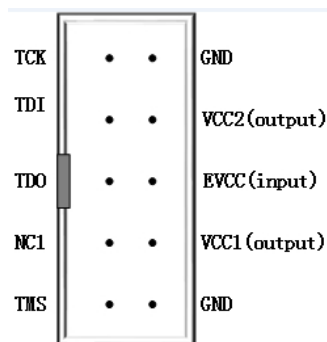 TCK GND
TDI VCC2(output)
TDO EVCC(input)
NC1 VCC1(output)
TMS GND